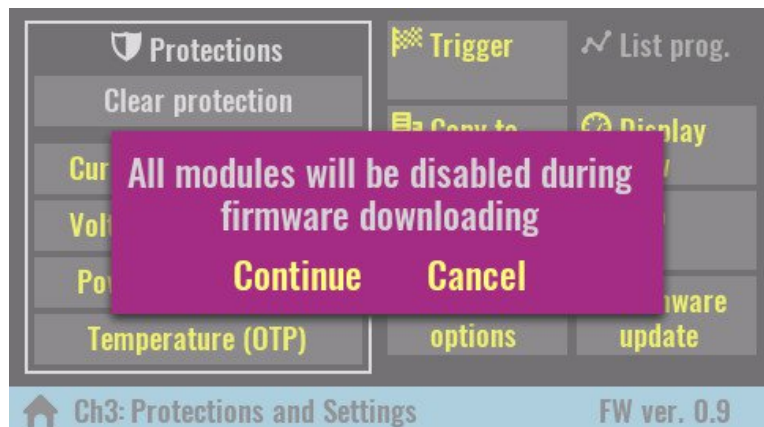 Protections
Clear protection
Trigger
List prog.
Display
All modules will be disabled during
firmware downloading
Continue
Cancel
Temperature (OTP)
options
update
Ch3: Protections and Settings
FW ver. 0.9